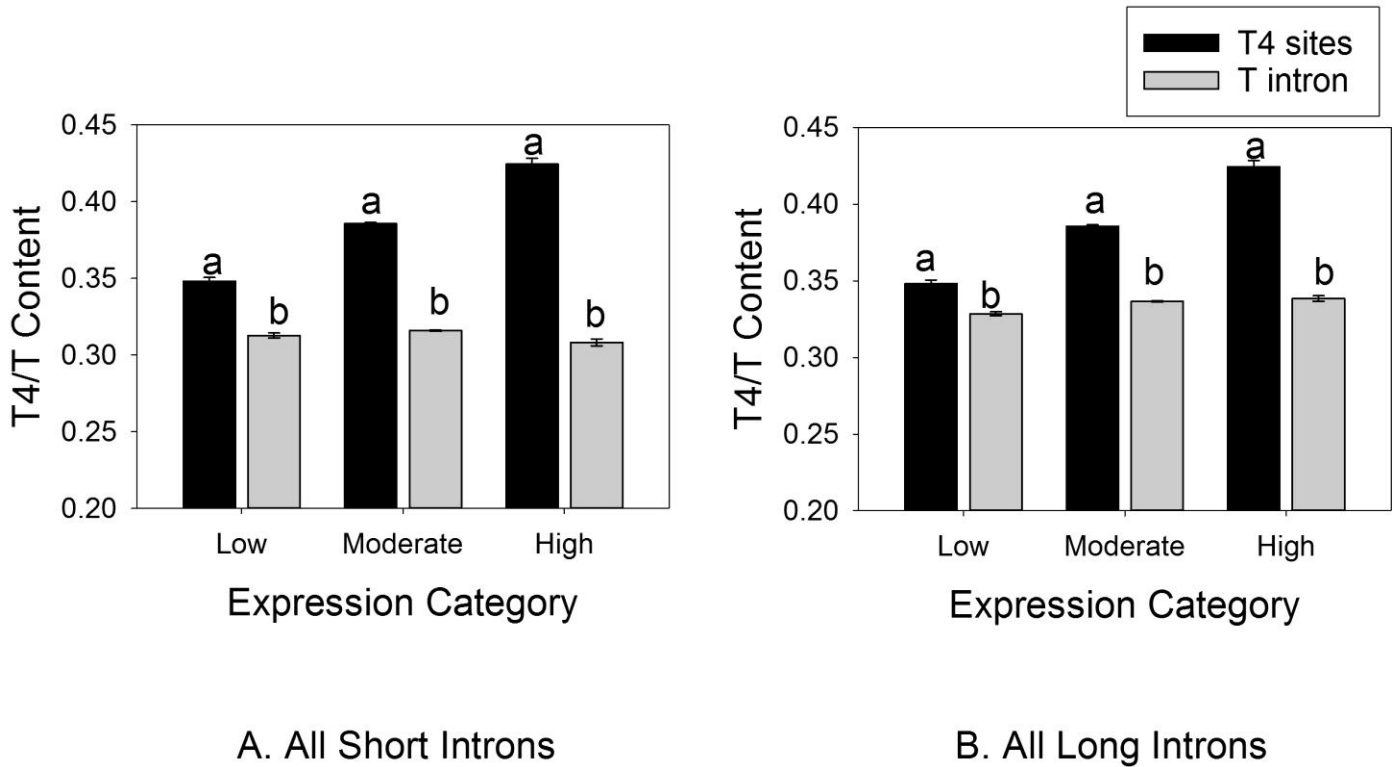 T4 sites
T intron
T4/T Content
0.45
0.40
0.35
0.30
0.25
0.20
a
b
a
b
a
b
Low
Moderate
High
Expression Category
A. All Short Introns
T4/T Content
0.45
0.40
0.35
0.30
0.25
0.20
a
b
a
b
a
b
Low
Moderate
High
Expression Category
B. All Long Introns